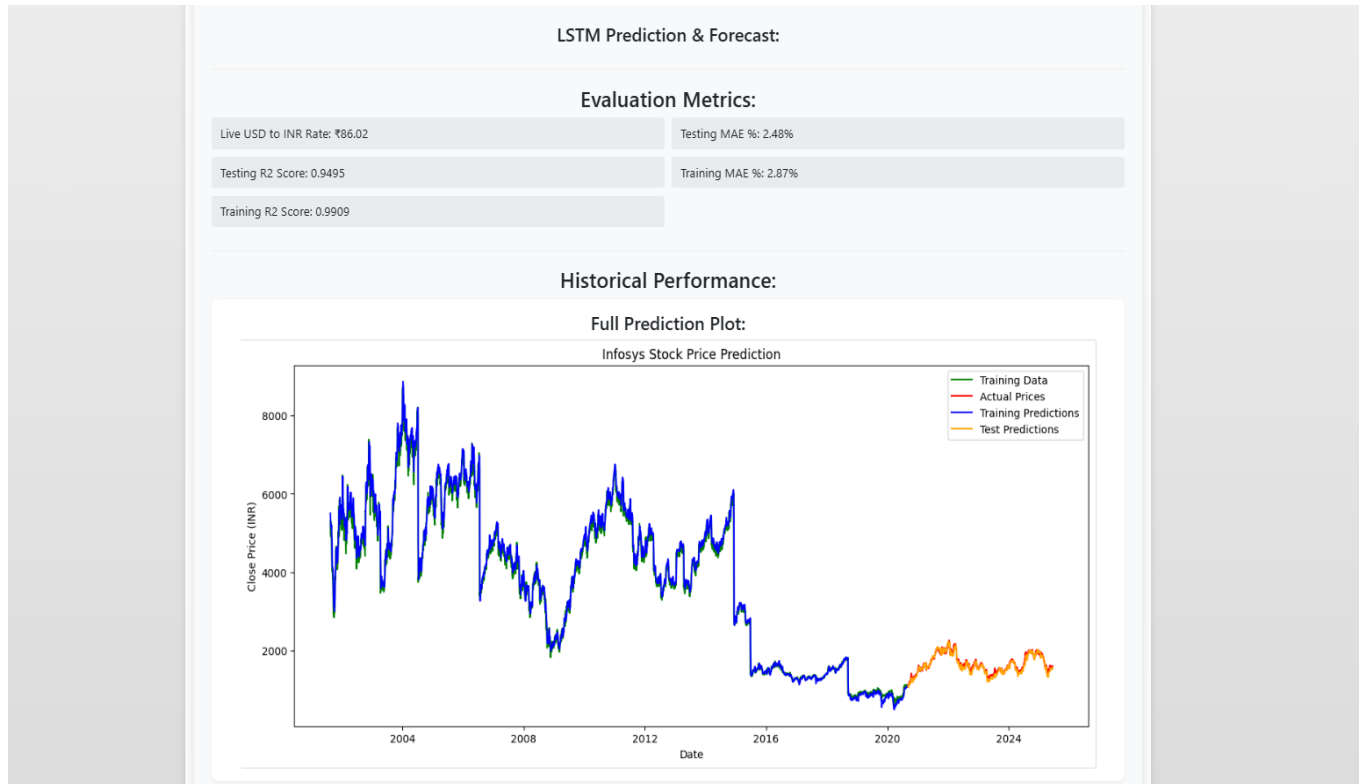 LSTM Prediction & Forecast:
Evaluation Metrics:
Live USD to INR Rate: ₹86.02
Testing MAE %: 2.48%
Testing R2 Score: 0.9495
Training MAE %: 2.87%
Training R2 Score: 0.9909
Historical Performance:
Full Prediction Plot:
Infosys Stock Price Prediction
Training Data
Actual Prices
Training Predictions
Test Predictions
Close Price (INR)
8000
6000
4000
2000
2004
2008
2012
2016
2020
2024
Date